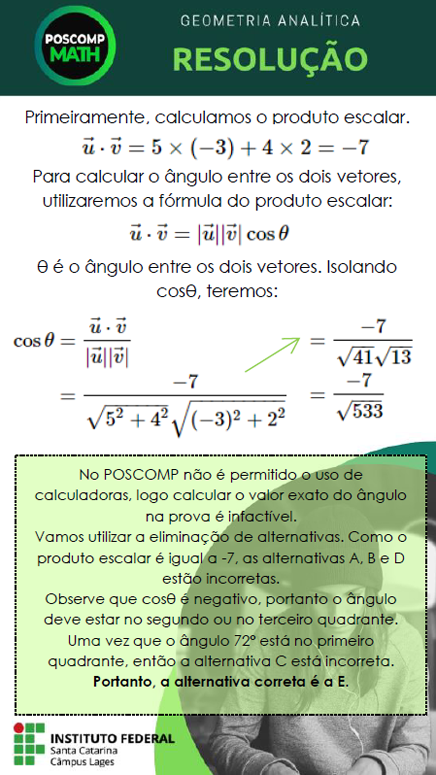 POSCOMP
MATH
GEOMETRIA ANALÍTICA
RESOLUÇÃO
Primeiramente, calculamos o produto escalar.
$\vec{u} \cdot \vec{v} = 5 \times (-3) + 4 \times 2 = -7$
Para calcular o ângulo entre os dois vetores,
utilizaremos a fórmula do produto escalar:
$\vec{u} \cdot \vec{v} = |\vec{u}||\vec{v}| \cos\theta$
θ é o ângulo entre os dois vetores. Isolando
cosθ, teremos:
$\cos\theta = \frac{\vec{u} \cdot \vec{v}}{|\vec{u}||\vec{v}|}$
$= \frac{-7}{\sqrt{5^2 + 4^2}\sqrt{(-3)^2 + 2^2}}$
$= \frac{-7}{\sqrt{41}\sqrt{13}}$
$= \frac{-7}{\sqrt{533}}$
No POSCOMP não é permitido o uso de
calculadoras, logo calcular o valor exato do ângulo
na prova é infactível.
Vamos utilizar a eliminação de alternativas. Como o
produto escalar é igual a -7, as alternativas A, B e D
estão incorretas.
Observe que cosθ é negativo, portanto o ângulo
deve estar no segundo ou no terceiro quadrante.
Uma vez que o ângulo 72° está no primeiro
quadrante, então a alternativa C está incorreta.
Portanto, a alternativa correta é a E.
INSTITUTO FEDERAL
Santa Catarina
Câmpus Lages